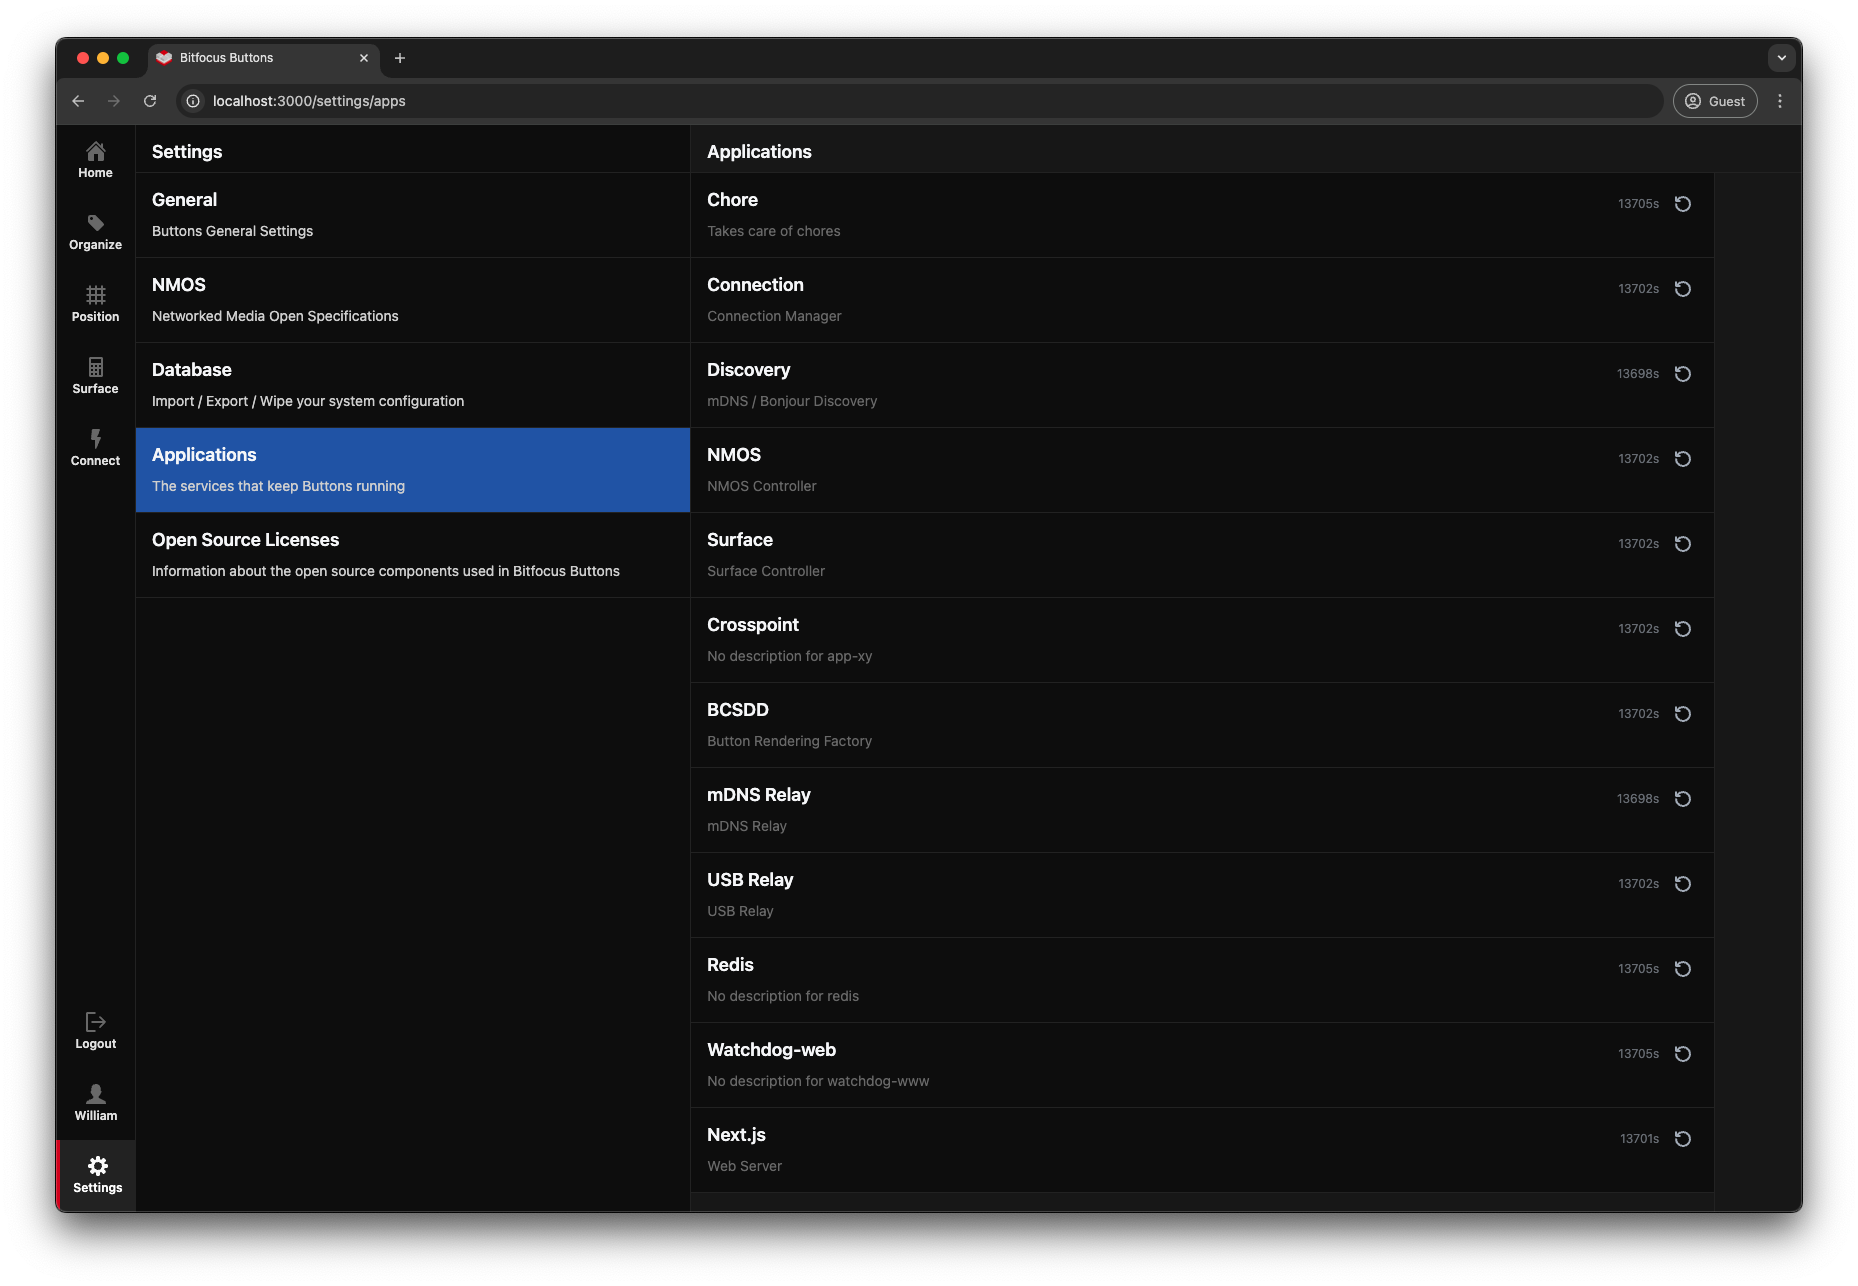 Bitfocus Buttons
localhost:3000/settings/apps
Guest
Home
Organize
Position
Surface
Connect
Logout
William
Settings
Settings
General
Buttons General Settings
NMOS
Networked Media Open Specifications
Database
Import / Export / Wipe your system configuration
Applications
The services that keep Buttons running
Open Source Licenses
Information about the open source components used in Bitfocus Buttons
Applications
Chore
13705s
Takes care of chores
Connection
13702s
Connection Manager
Discovery
13698s
mDNS / Bonjour Discovery
NMOS
13702s
NMOS Controller
Surface
13702s
Surface Controller
Crosspoint
13702s
No description for app-xy
BCSDD
13702s
Button Rendering Factory
mDNS Relay
13698s
mDNS Relay
USB Relay
13702s
USB Relay
Redis
13705s
No description for redis
Watchdog-web
13705s
No description for watchdog-www
Next.js
13701s
Web Server